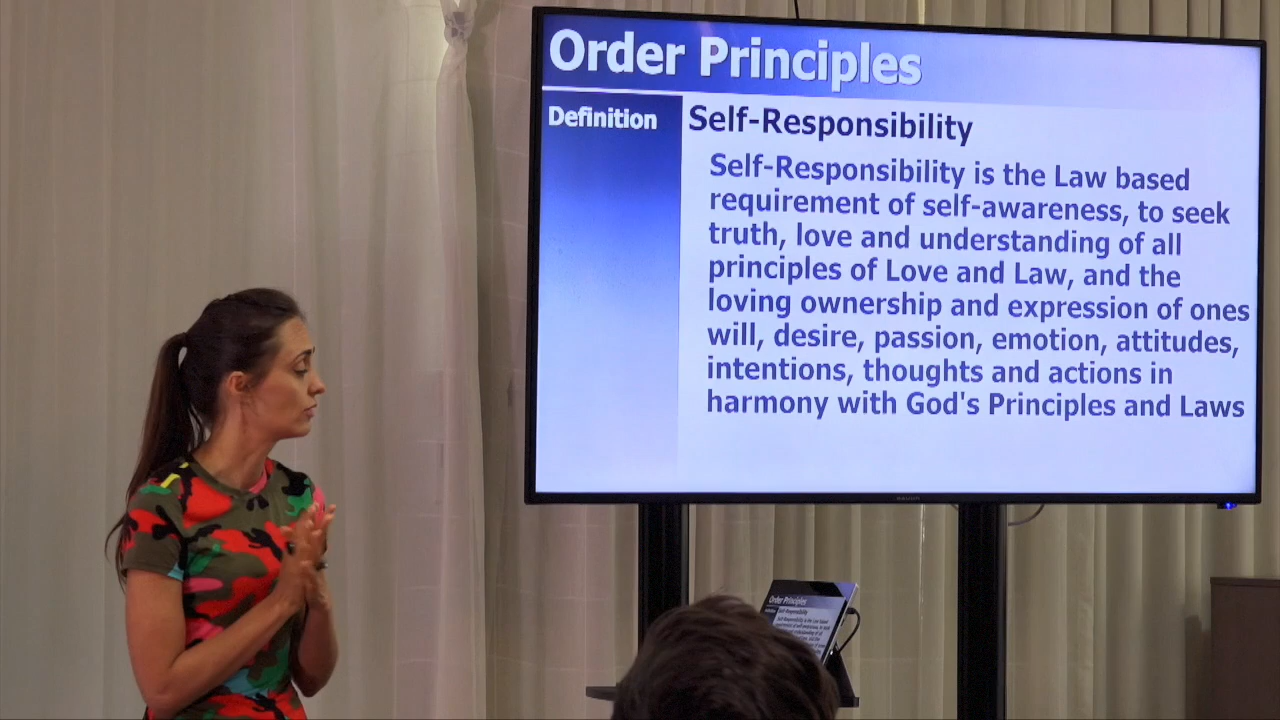 Order Principles
Definition
Self-Responsibility
Self-Responsibility is the Law based
requirement of self-awareness, to seek
truth, love and understanding of all
principles of Love and Law, and the
loving ownership and expression of ones
will, desire, passion, emotion, attitudes,
intentions, thoughts and actions in
harmony with God's Principles and Laws
Order Principles
Self-Responsibility